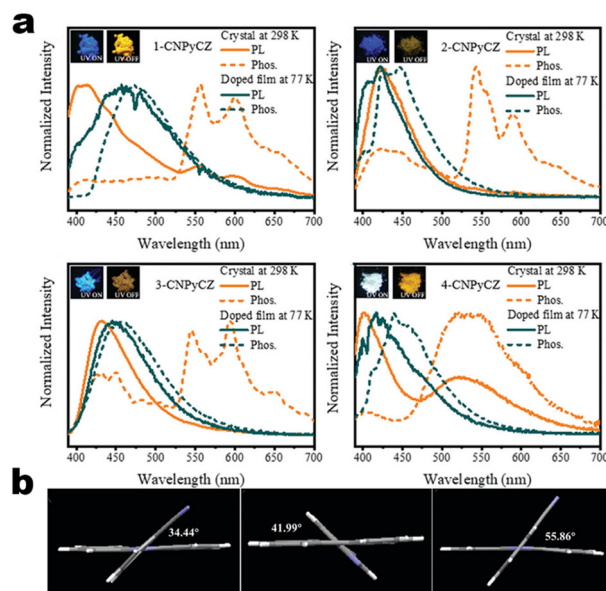 a
1-CNPyCZ
UV ON
UV OFF
Crystal at 298 K
PL
Phos.
Doped film at 77 K
PL
Phos.
Normalized Intensity
400 450 500 550 600 650 700
Wavelength (nm)
2-CNPyCZ
UV ON
UV OFF
Crystal at 298 K
PL
Phos.
Doped film at 77 K
PL
Phos.
Normalized Intensity
400 450 500 550 600 650 700
Wavelength (nm)
3-CNPyCZ
UV ON
UV OFF
Crystal at 298 K
PL
Phos.
Doped film at 77 K
PL
Phos.
Normalized Intensity
400 450 500 550 600 650 700
Wavelength (nm)
4-CNPyCZ
UV ON
UV OFF
Crystal at 298 K
PL
Phos.
Doped film at 77 K
PL
Phos.
Normalized Intensity
400 450 500 550 600 650 700
Wavelength (nm)
b
34.44°
41.99°
55.86°